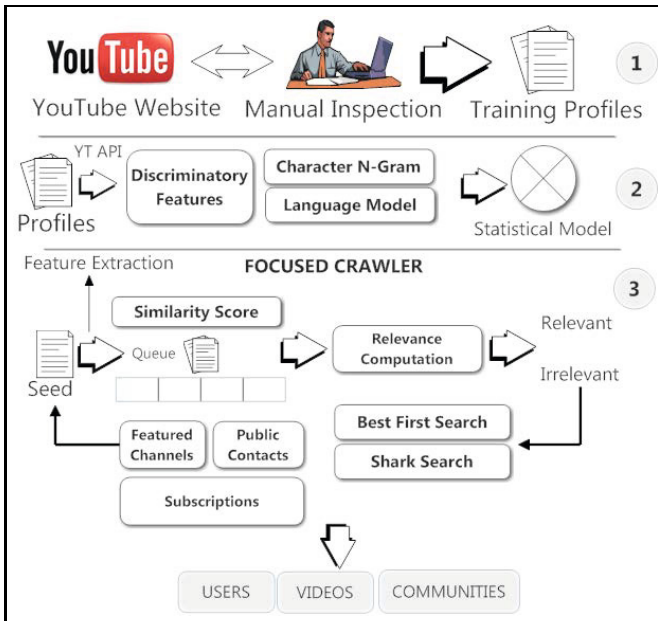 YouTube
YouTube Website
Manual Inspection
Training Profiles
1
YT API
Profiles
Discriminatory
Features
Character N-Gram
Language Model
Statistical Model
2
Feature Extraction
FOCUSED CRAWLER
3
Similarity Score
Seed
Queue
Relevance
Computation
Relevant
Irrelevant
Featured
Channels
Public
Contacts
Subscriptions
Best First Search
Shark Search
USERS
VIDEOS
COMMUNITIES